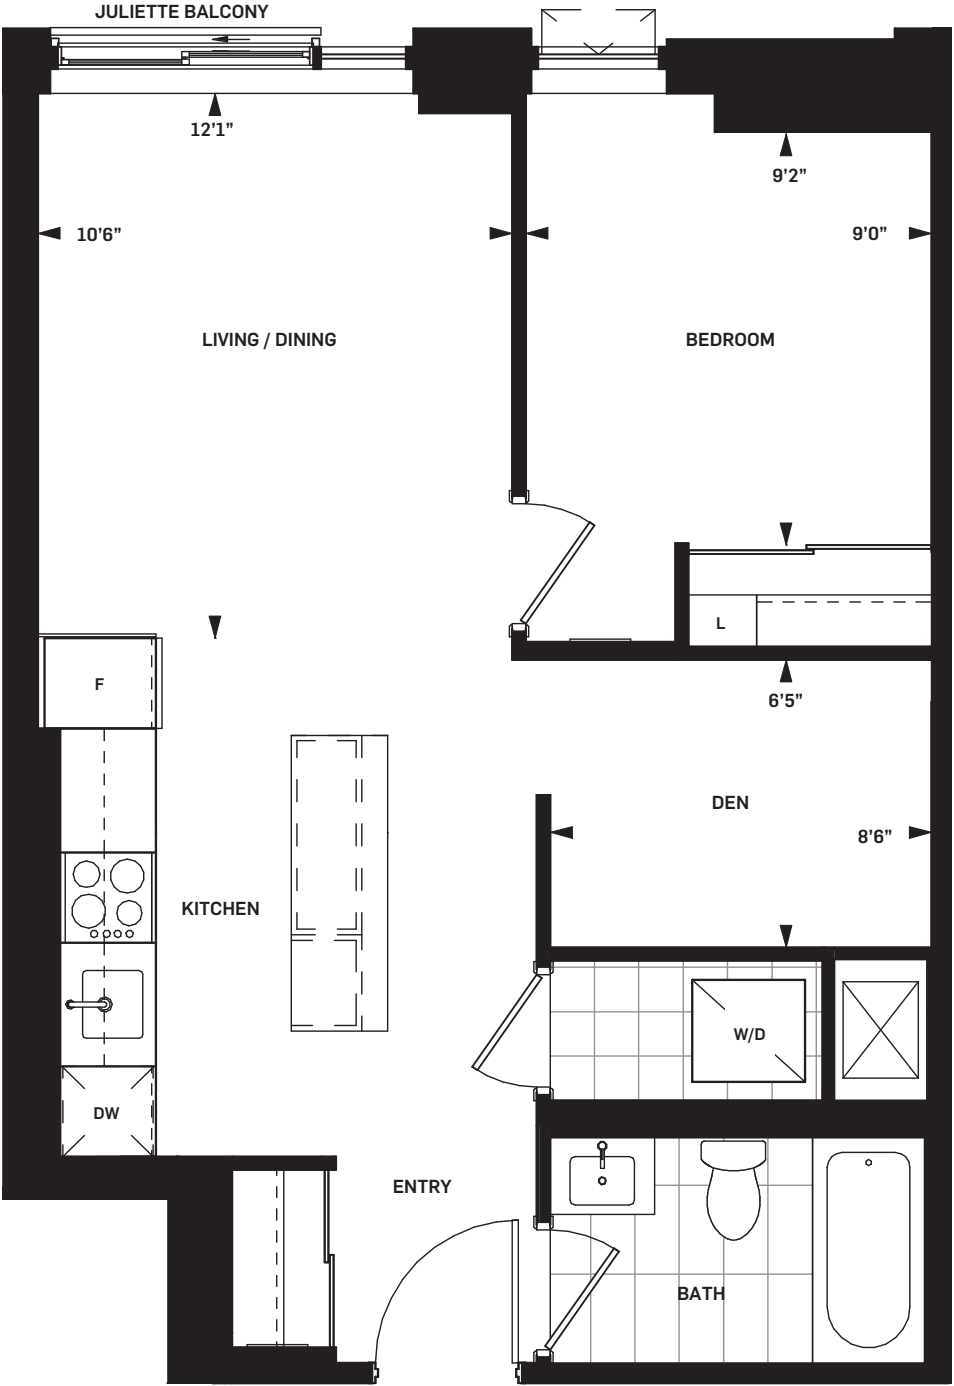 JULIETTE BALCONY
12'1”
9’2”
10’6”
9’0”
LIVING / DINING
BEDROOM
L
F
6’5”
DEN
8’6”
KITCHEN
W/D
DW
ENTRY
BATH